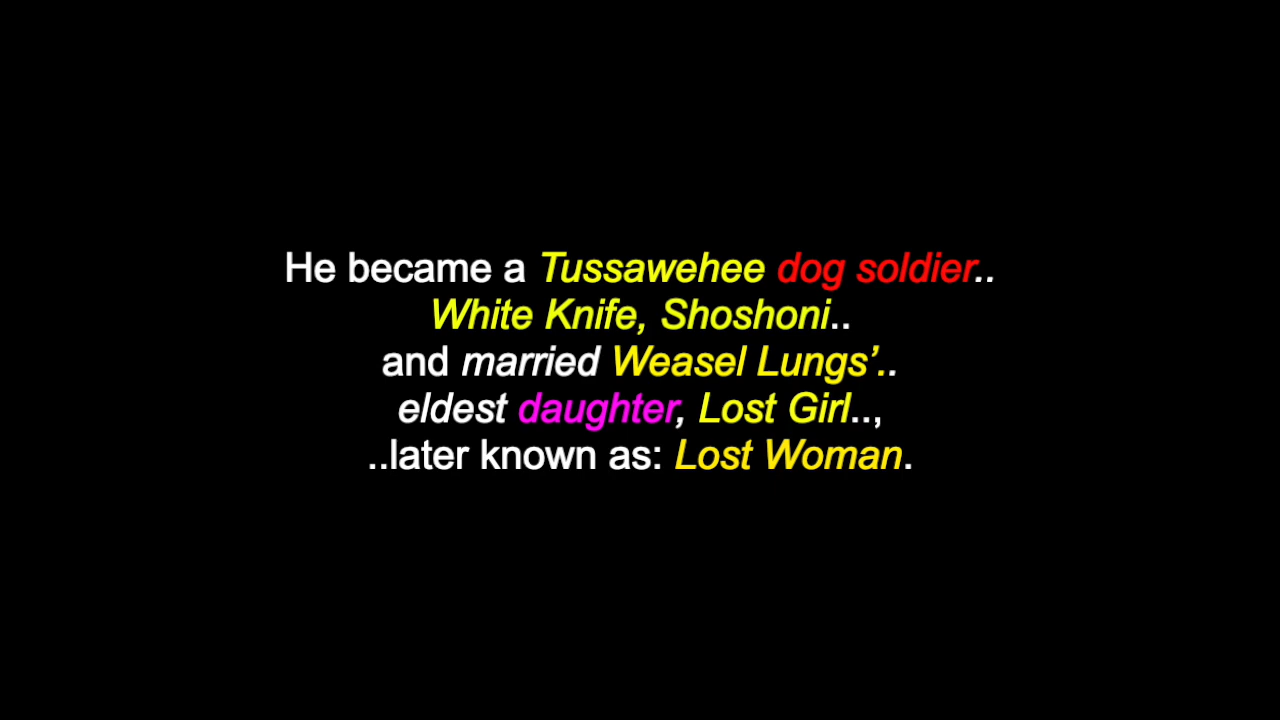 He became a Tussawehee dog soldier..
White Knife, Shoshoni..
and married Weasel Lungs’..
eldest daughter, Lost Girl..,
..later known as: Lost Woman.